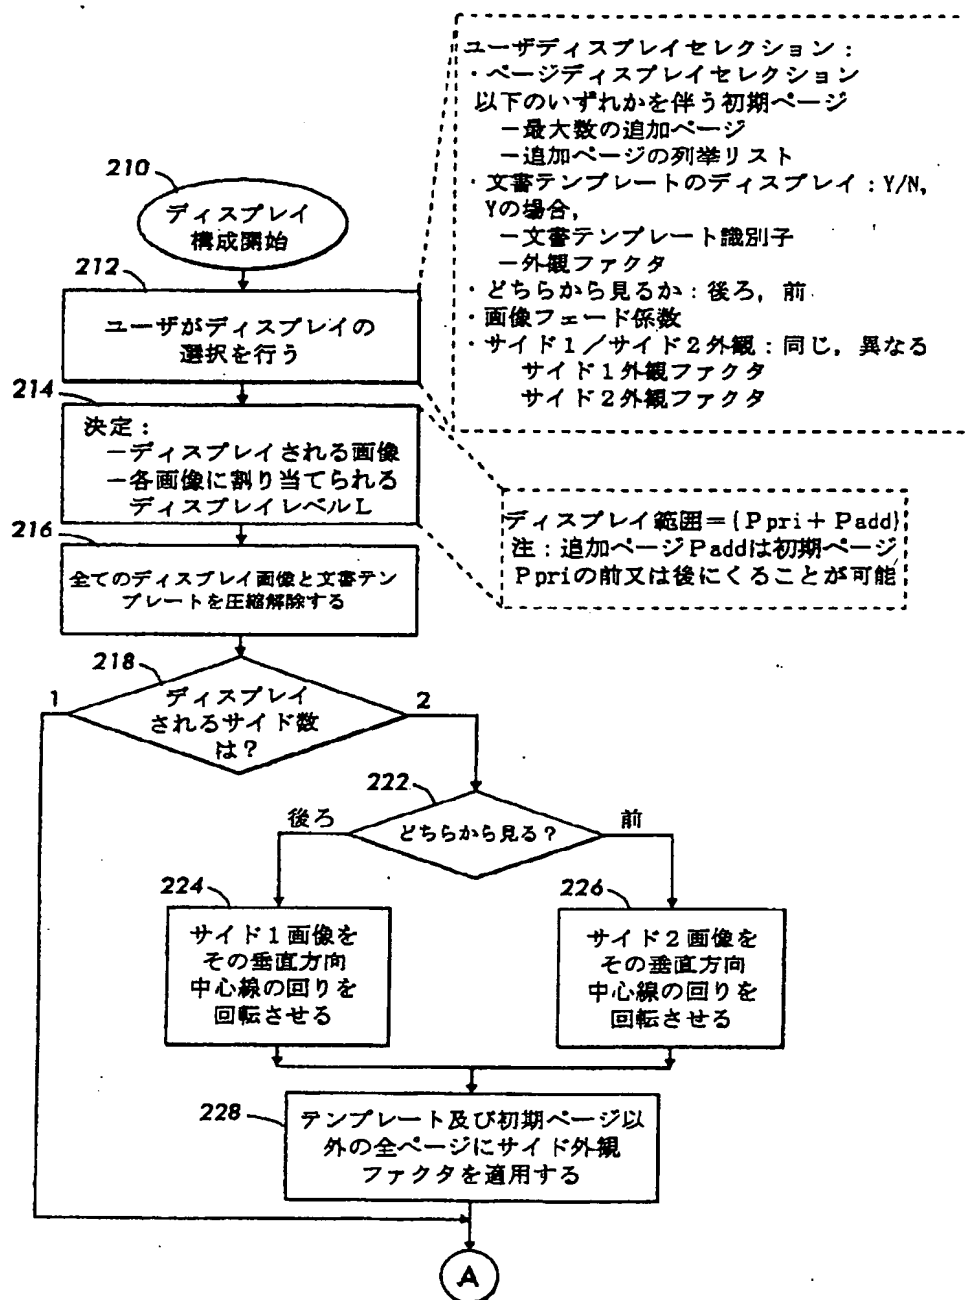 ユーザディスプレイセレクション：
・ページディスプレイセレクション
以下のいずれかを伴う初期ページ
－最大数の追加ページ
－追加ページの列挙リスト
・文書テンプレートのディスプレイ：Y/N,
Yの場合,
－文書テンプレート識別子
－外観ファクタ
・どちらから見るか：後ろ，前
・画像フェード係数
・サイド１／サイド２外観：同じ，異なる
サイド１外観ファクタ
サイド２外観ファクタ
210
ディスプレイ
構成開始
212
ユーザがディスプレイの
選択を行う
214
決定：
－ディスプレイされる画像
－各画像に割り当てられる
ディスプレイレベルL
ディスプレイ範囲＝{Ppri＋Padd}
注：追加ページPaddは初期ページ
Ppriの前又は後にくることが可能
216
全てのディスプレイ画像と文書テン
プレートを圧縮解除する
218
ディスプレイ
されるサイド数
は？
1
2
222
どちらから見る？
後ろ
前
224
サイド１画像を
その垂直方向
中心線の回りを
回転させる
226
サイド２画像を
その垂直方向
中心線の回りを
回転させる
228
テンプレート及び初期ページ以
外の全ページにサイド外観
ファクタを適用する
A